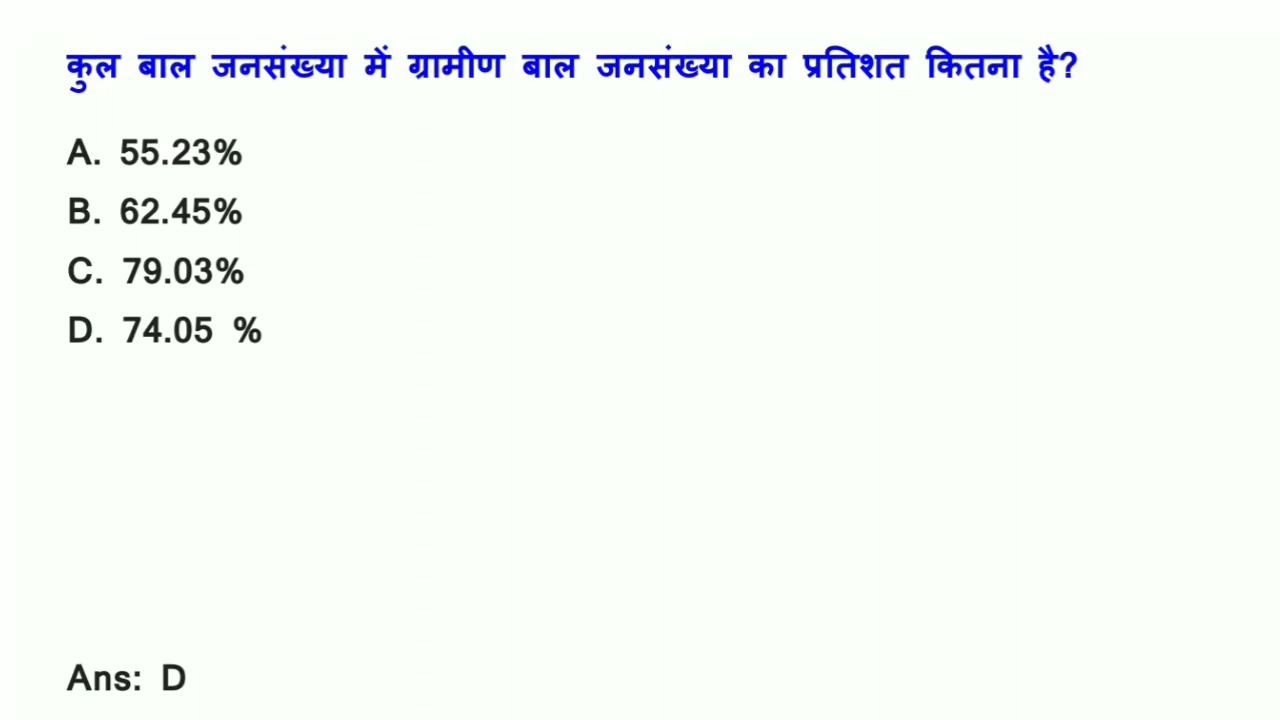 कुल बाल जनसंख्या में ग्रामीण बाल जनसंख्या का प्रतिशत कितना है?
A. 55.23%
B. 62.45%
C. 79.03%
D. 74.05 %
Ans: D